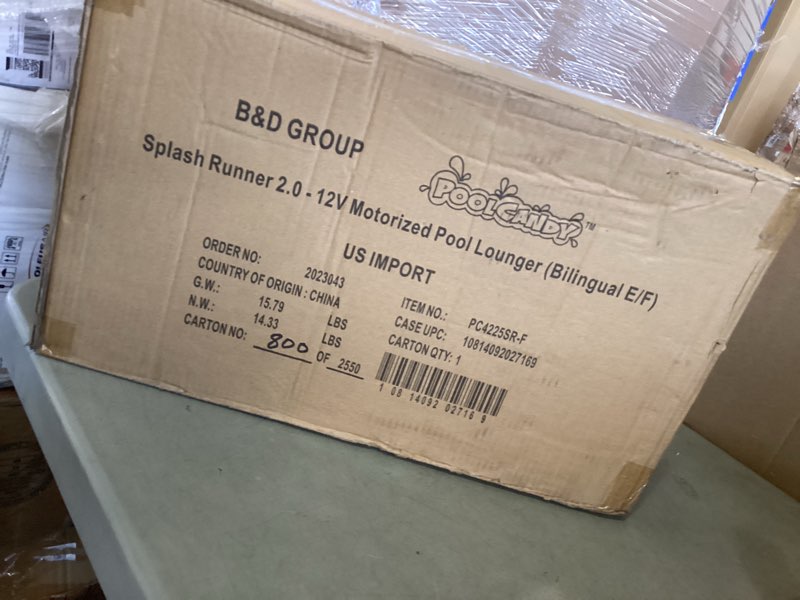 B&D GROUP
POOLCANDY™
Splash Runner 2.0 - 12V Motorized Pool Lounger (Bilingual E/F)
US IMPORT
ORDER NO: 2023043
COUNTRY OF ORIGIN : CHINA
G.W.: 15.79 LBS
N.W.: 14.33 LBS
CARTON NO: 800 OF 2550
ITEM NO.: PC4225SR-F
CASE UPC: 10814092027169
CARTON QTY: 1
1 08 14092 02716 9